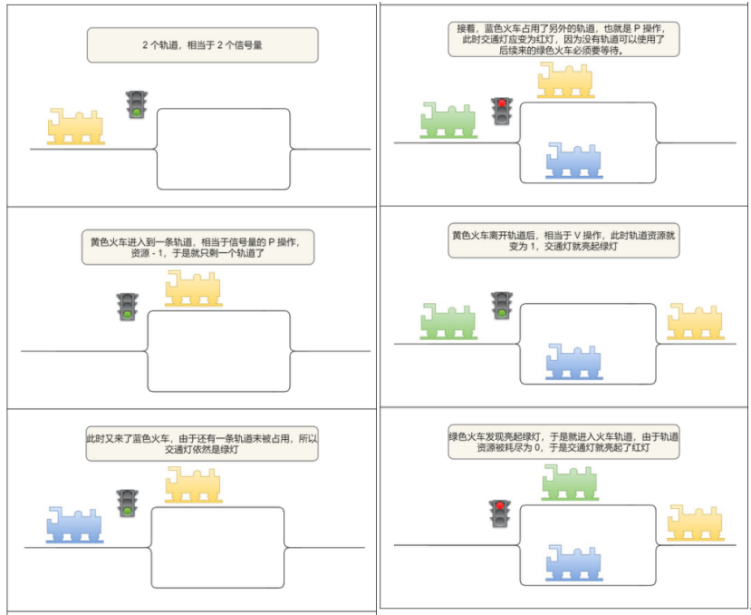 2 个轨道，相当于 2 个信号量
黄色火车进入到一条轨道，相当于信号量的 P 操作，
资源 - 1，于是就只剩一个轨道了
此时又来了蓝色火车，由于还有一条轨道未被占用，所以
交通灯依然是绿灯
接着，蓝色火车占用了另外的轨道，也就是 P 操作，
此时交通灯应变为红灯，因为没有轨道可以使用了
后续来的绿色火车必须要等待。
黄色火车离开轨道后，相当于 V 操作，此时轨道资源就
变为 1，交通灯就亮起绿灯
绿色火车发现亮起绿灯，于是就进入火车轨道，由于轨道
资源被耗尽为 0，于是交通灯就亮起了红灯